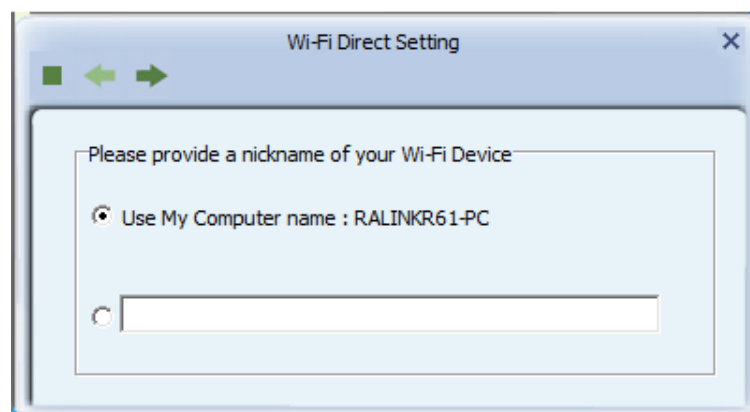 Wi-Fi Direct Setting
Please provide a nickname of your Wi-Fi Device
Use My Computer name : RALINKR61-PC